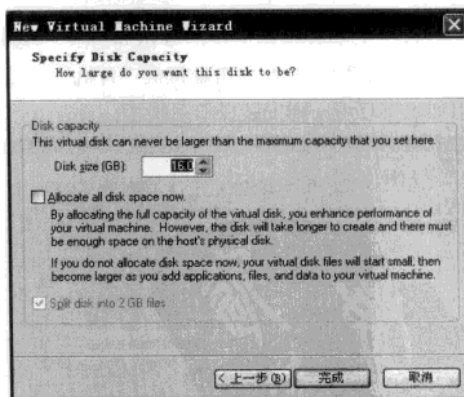 New Virtual Machine Wizard
Specify Disk Capacity
How large do you want this disk to be?
Disk capacity
This virtual disk can never be larger than the maximum capacity that you set here.
Disk size (GB): 16.0
Allocate all disk space now.
By allocating the full capacity of the virtual disk, you enhance performance of
your virtual machine. However, the disk will take longer to create and there must
be enough space on the host's physical disk.
If you do not allocate disk space now, your virtual disk files will start small, then
become larger as you add applications, files, and data to your virtual machine.
Split disk into 2 GB files
< 上一步(B) 完成 取消